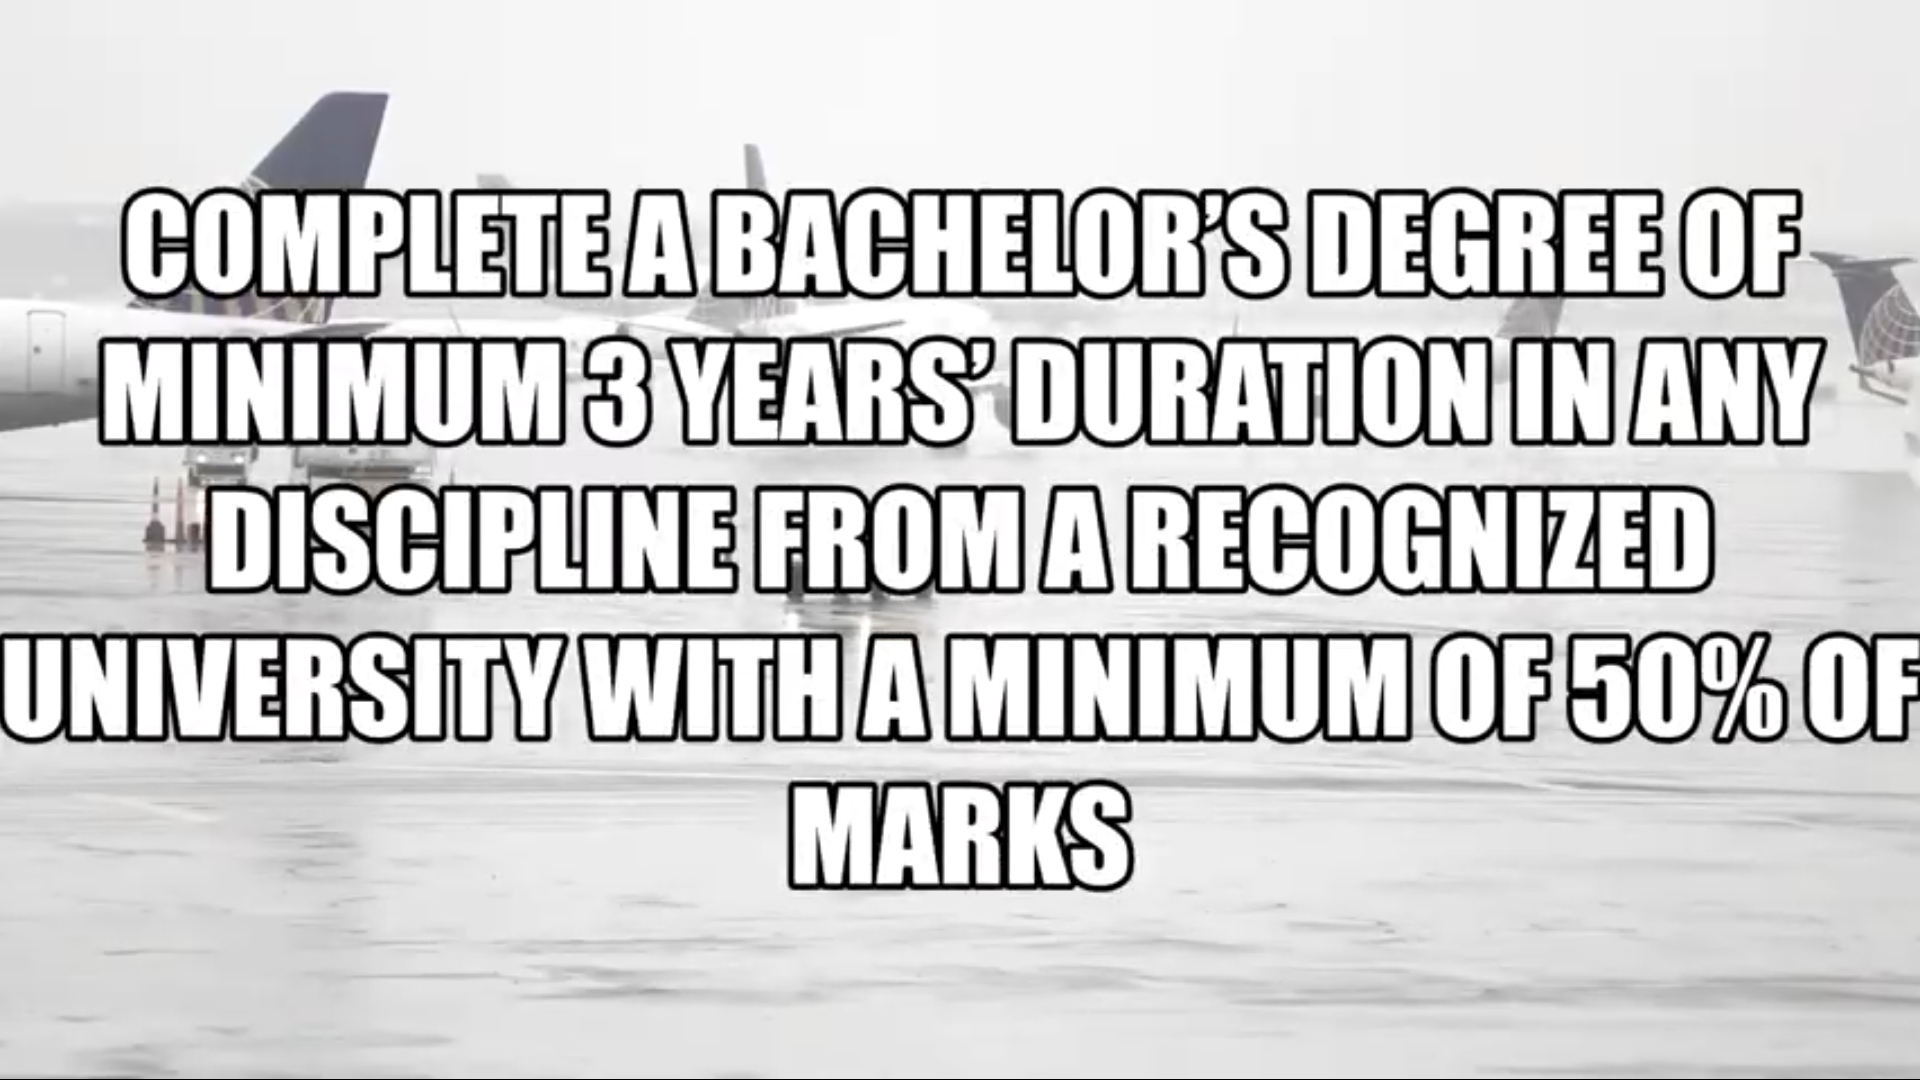 COMPLETE A BACHELOR’S DEGREE OF
MINIMUM 3 YEARS’ DURATION IN ANY
DISCIPLINE FROM A RECOGNIZED
UNIVERSITY WITH A MINIMUM OF 50% OF
MARKS